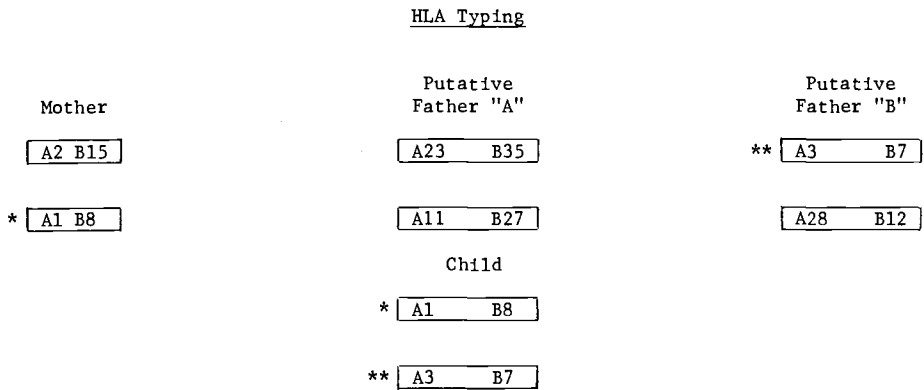 HLA Typing
Mother
Putative Father "A"
Putative Father "B"
A2 B15
A23 B35
** A3 B7
* A1 B8
A11 B27
A28 B12
Child
* A1 B8
** A3 B7